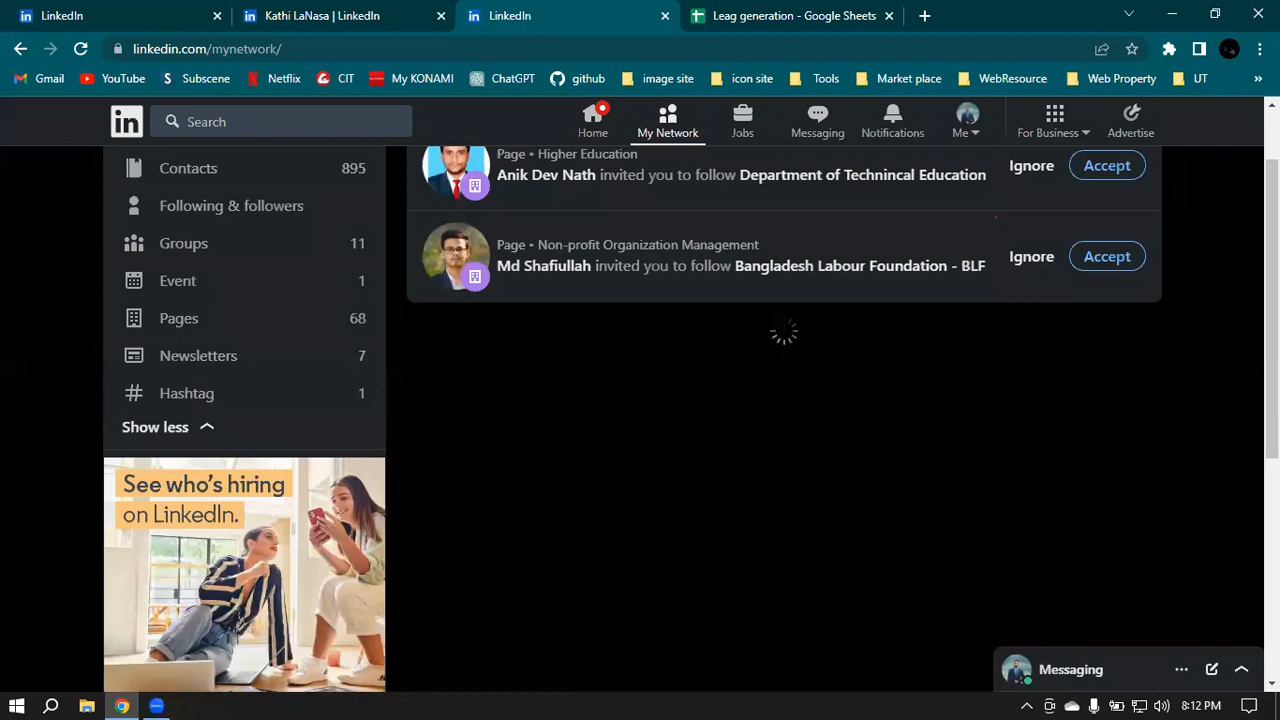 LinkedIn
Kathi LaNasa | LinkedIn
LinkedIn
Leag generation - Google Sheets
linkedin.com/mynetwork/
Gmail
YouTube
Subscene
Netflix
CIT
My KONAMI
ChatGPT
github
image site
icon site
Tools
Market place
WebResource
Web Property
UT
in
Search
Home
My Network
Jobs
Messaging
Notifications
Me
For Business
Advertise
Contacts 895
Following & followers
Groups 11
Event 1
Pages 68
Newsletters 7
Hashtag 1
Show less
Page • Higher Education
Anik Dev Nath invited you to follow Department of Technincal Education
Ignore
Accept
Page • Non-profit Organization Management
Md Shafiullah invited you to follow Bangladesh Labour Foundation - BLF
Ignore
Accept
See who's hiring
on LinkedIn.
Messaging
8:12 PM